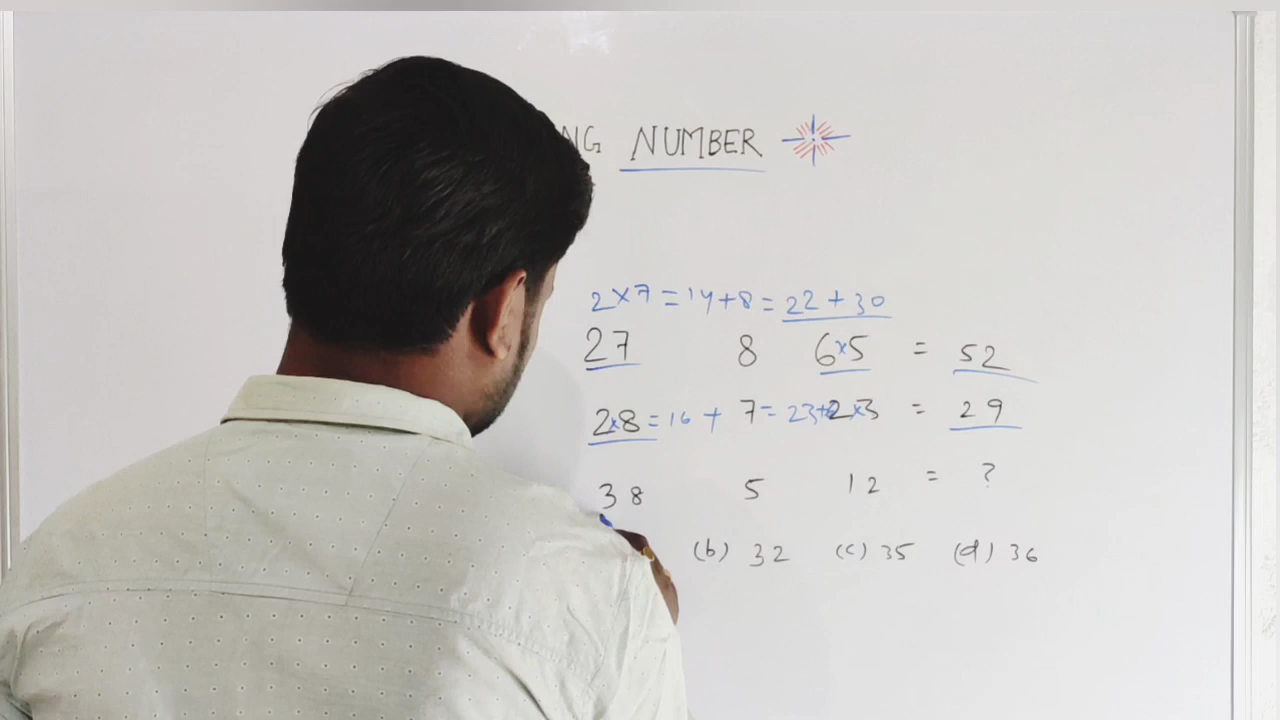 NG NUMBER
2×7=14+8=22+30
27 8 6×5 = 52
2×8=16+7=23+2×3 = 29
38 5 12 = ?
(b) 32 (c) 35 (d) 36